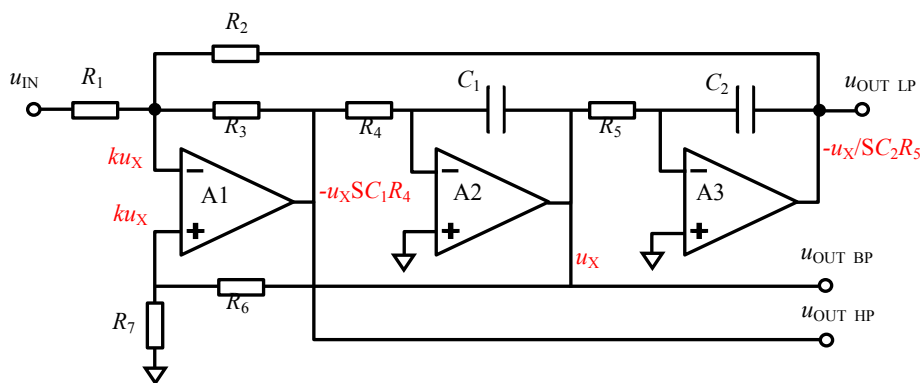 R2
uIN
R1
C1
C2
uOUT LP
R3
R4
R5
kuX
-uX/SC2R5
A1
A2
A3
kuX
-uXSC1R4
uX
uOUT BP
R6
R7
uOUT HP